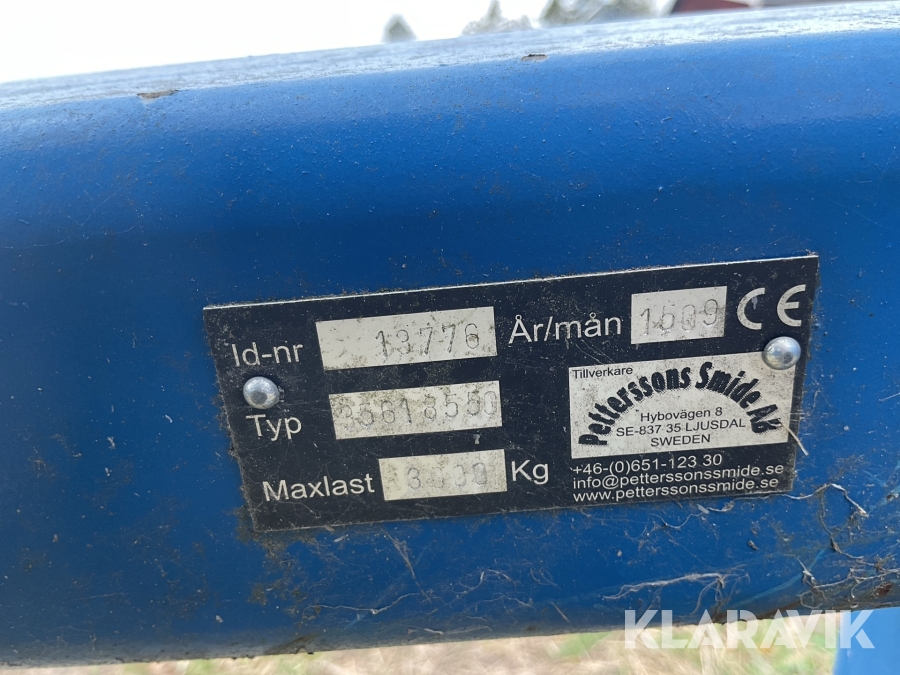 Id-nr 13776 År/mån 1509 CE
Typ
Maxlast Kg
Tillverkare
Petterssons Smide AB
Hybovägen 8
SE-837 35 LJUSDAL
SWEDEN
+46-(0)651-123 30
info@petterssonssmide.se
www.petterssonssmide.se
KLARAVIK